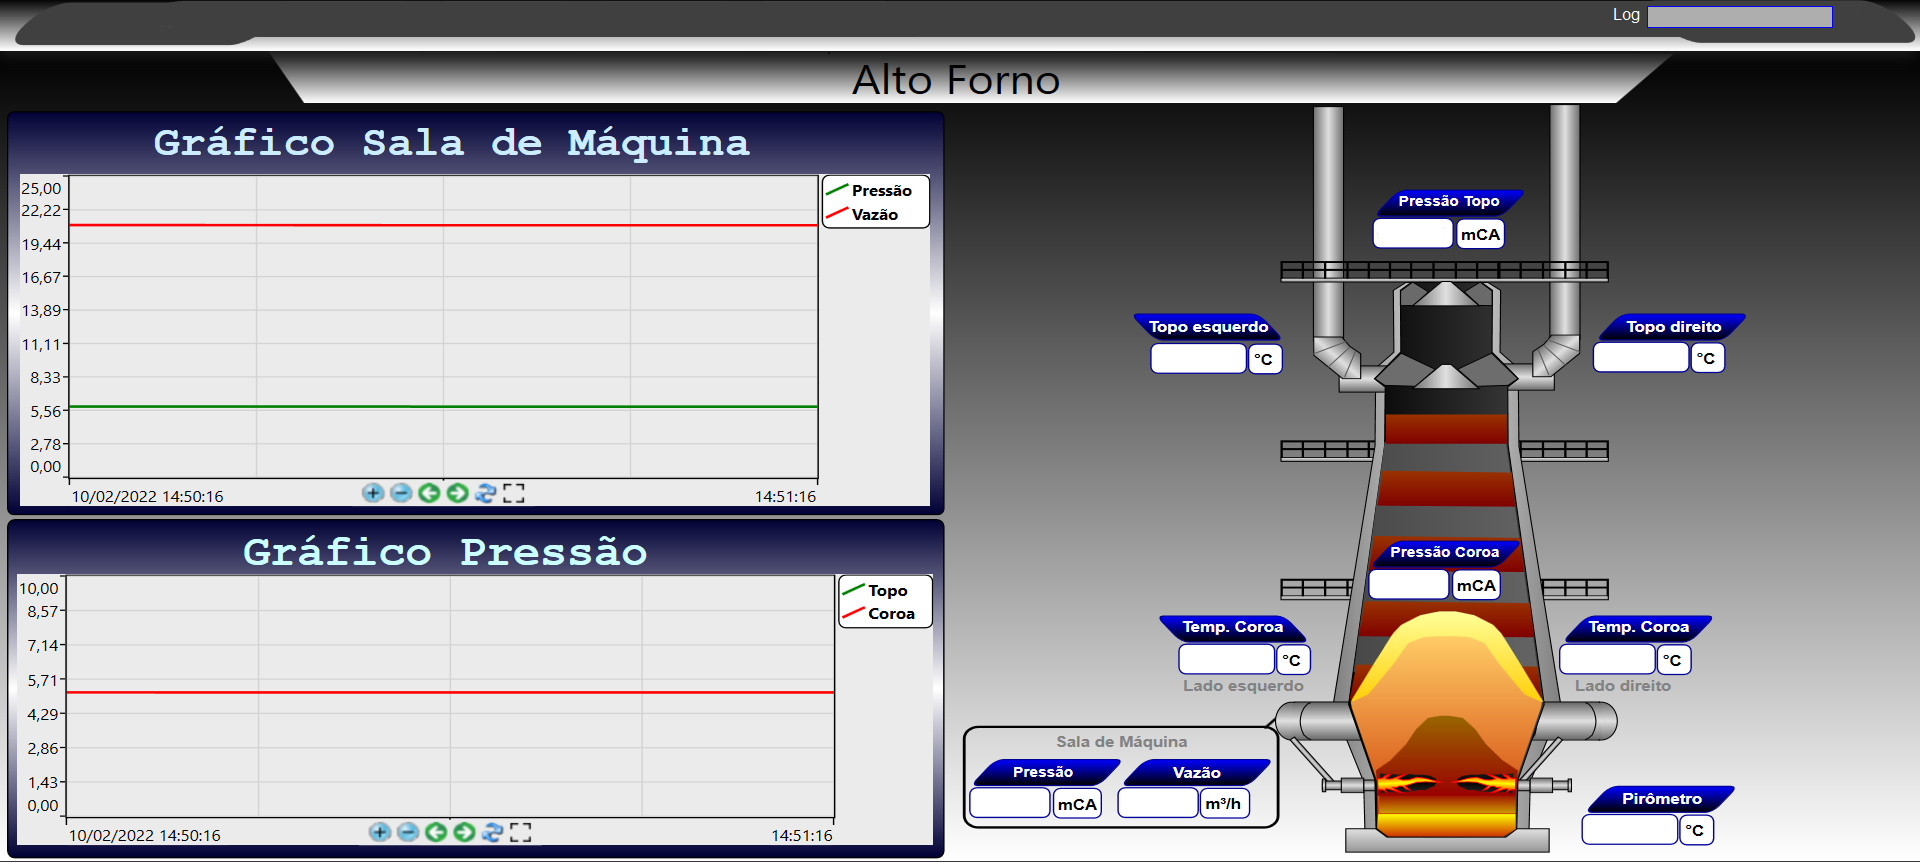 Log
Alto Forno
Gráfico Sala de Máquina
25,00
22,22
19,44
16,67
13,89
11,11
8,33
5,56
2,78
0,00
Pressão
Vazão
10/02/2022 14:50:16
14:51:16
Gráfico Pressão
10,00
8,57
7,14
5,71
4,29
2,86
1,43
0,00
Topo
Coroa
10/02/2022 14:50:16
14:51:16
Pressão Topo
mCA
Topo esquerdo
°C
Topo direito
°C
Pressão Coroa
mCA
Temp. Coroa
°C
Lado esquerdo
Temp. Coroa
°C
Lado direito
Sala de Máquina
Pressão
mCA
Vazão
m³/h
Pirômetro
°C